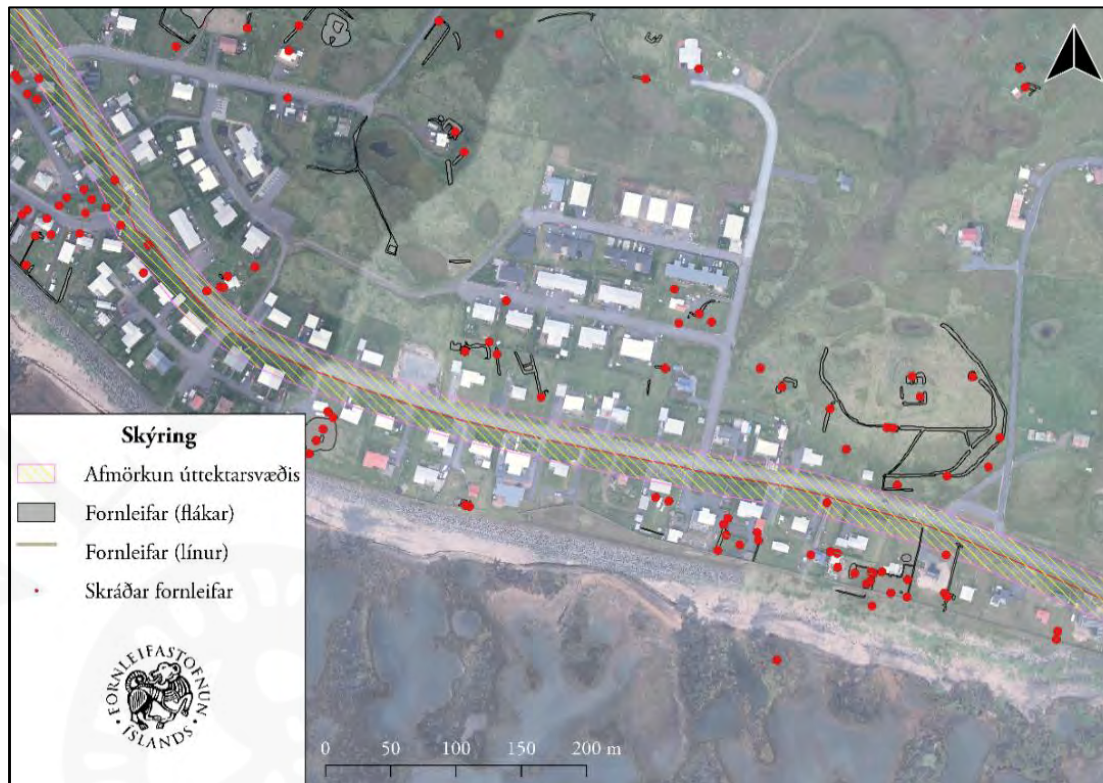 Skýring
Afmörkun úttektarsvæðis
Fornleifar (flákar)
Fornleifar (línur)
Skráðar fornleifar
FORNLEIFASTOFNUN
ÍSLANDS
0 50 100 150 200 m